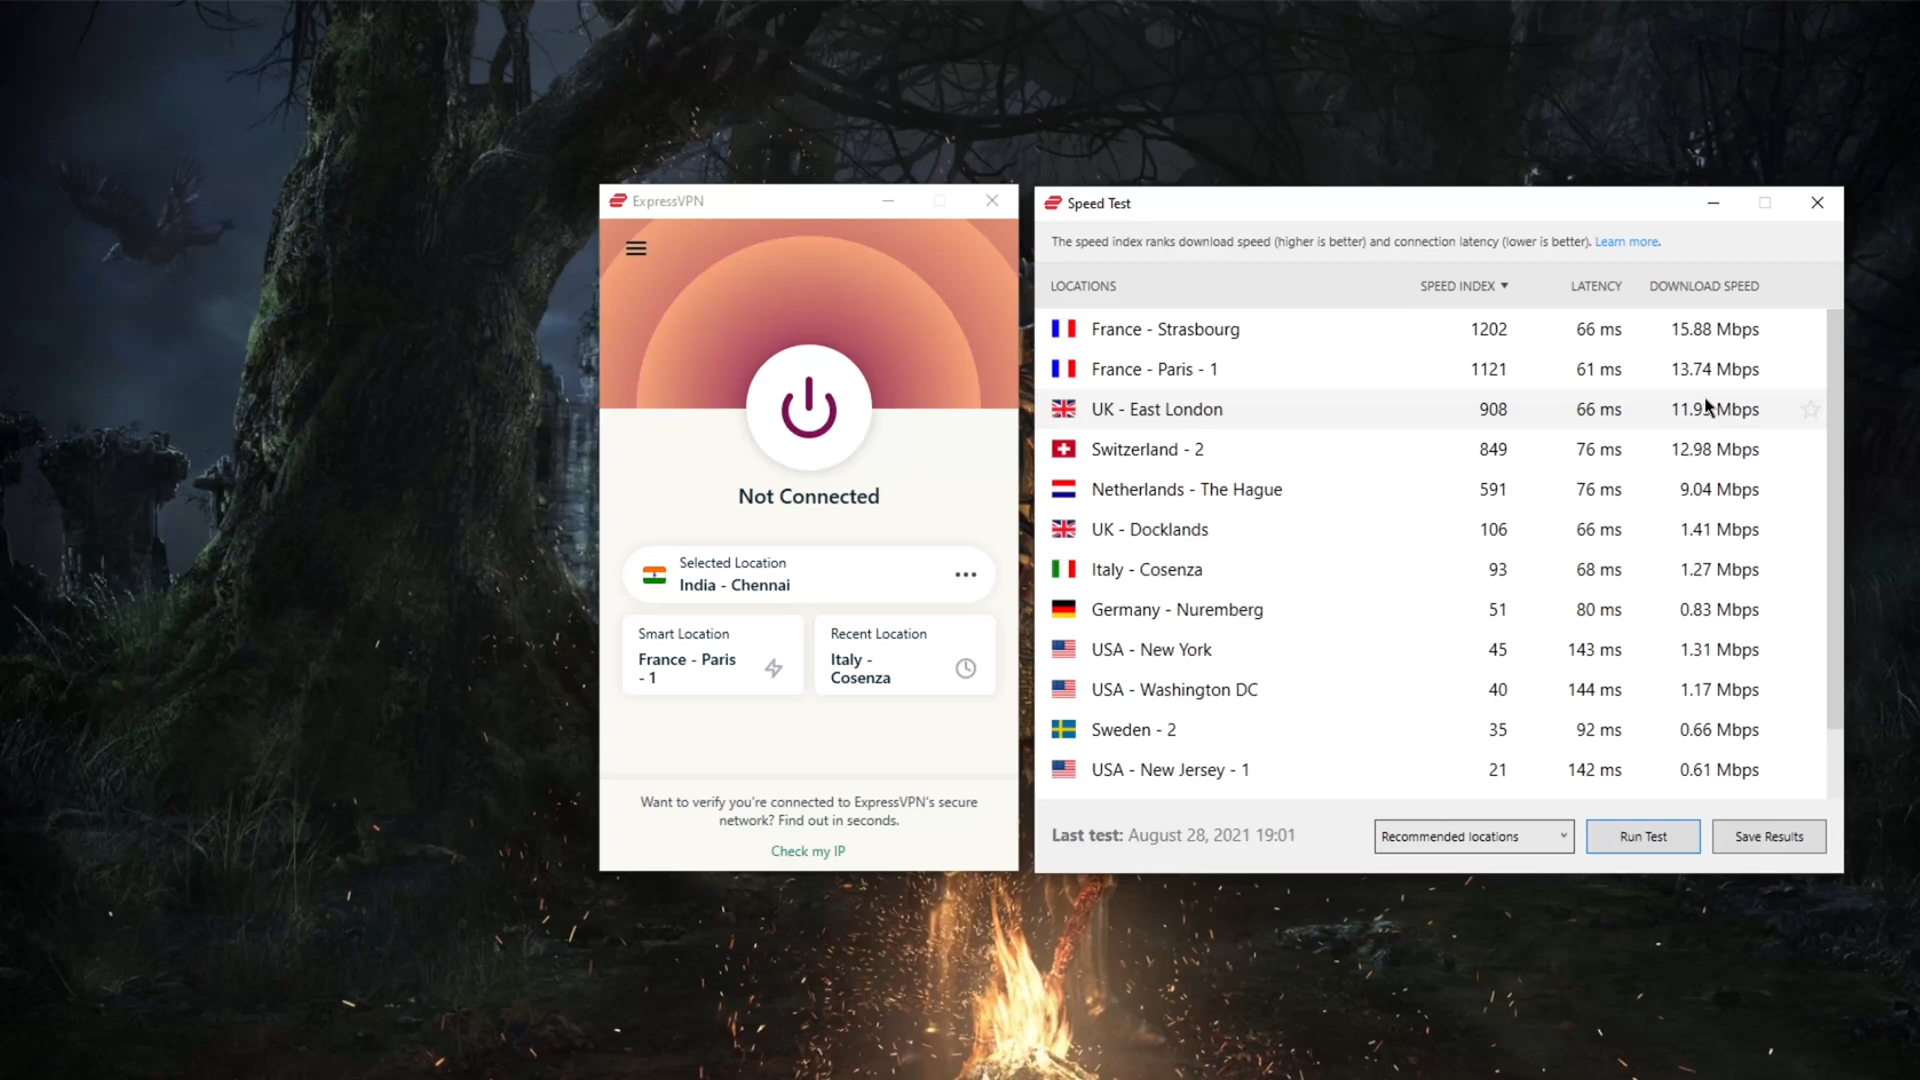 ExpressVPN
Not Connected
Selected Location
India - Chennai
Smart Location
France - Paris
- 1
Recent Location
Italy -
Cosenza
Want to verify you're connected to ExpressVPN's secure
network? Find out in seconds.
Check my IP
Speed Test
The speed index ranks download speed (higher is better) and connection latency (lower is better). Learn more.
LOCATIONS SPEED INDEX LATENCY DOWNLOAD SPEED
France - Strasbourg 1202 66 ms 15.88 Mbps
France - Paris - 1 1121 61 ms 13.74 Mbps
UK - East London 908 66 ms Mbps
Switzerland - 2 849 76 ms 12.98 Mbps
Netherlands - The Hague 591 76 ms 9.04 Mbps
UK - Docklands 106 66 ms 1.41 Mbps
Italy - Cosenza 93 68 ms 1.27 Mbps
Germany - Nuremberg 51 80 ms 0.83 Mbps
USA - New York 45 143 ms 1.31 Mbps
USA - Washington DC 40 144 ms 1.17 Mbps
Sweden - 2 35 92 ms 0.66 Mbps
USA - New Jersey - 1 21 142 ms 0.61 Mbps
Last test: August 28, 2021 19:01 Recommended locations Run Test Save Results